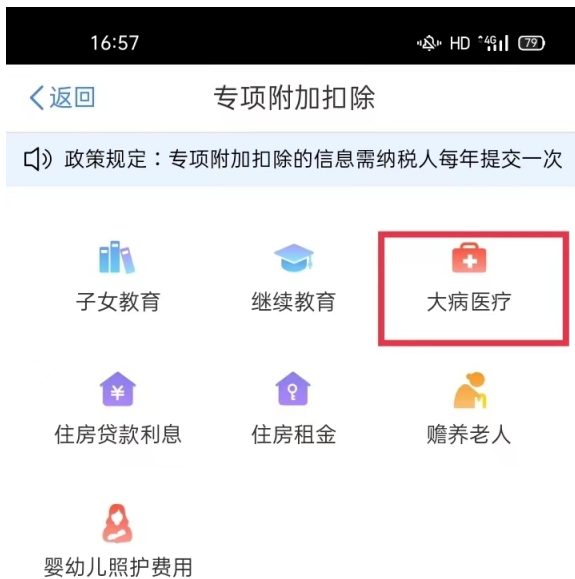 16:57 HD 4G 79
返回 专项附加扣除
政策规定：专项附加扣除的信息需纳税人每年提交一次
子女教育 继续教育 大病医疗
住房贷款利息 住房租金 赡养老人
婴幼儿照护费用